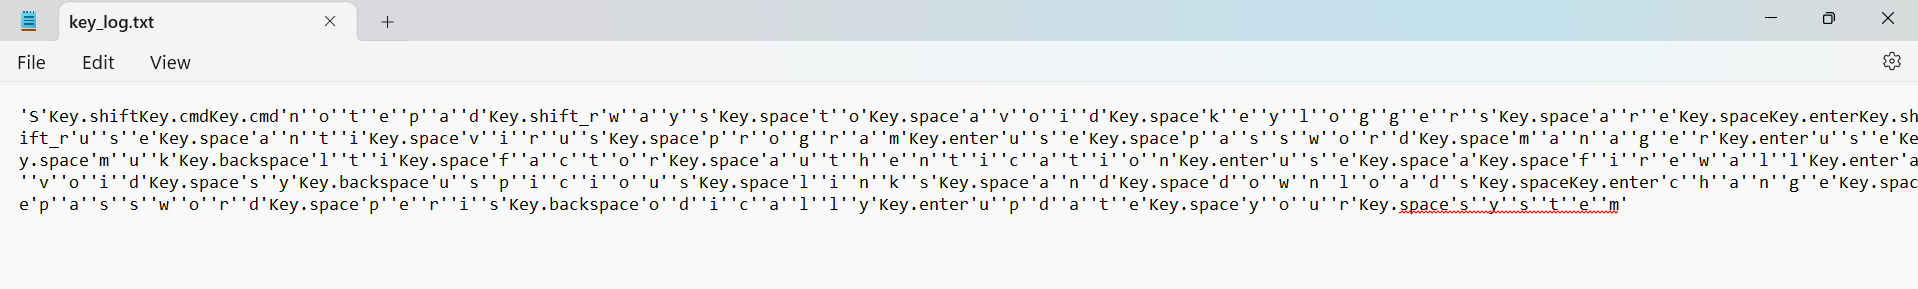 key_log.txt
File Edit View
'S'Key.shiftKey.cmdKey.cmd'n''o''t''e''p''a''d'Key.shift_r'w''a''y''s'Key.space't''o'Key.space'a''v''o''i''d'Key.space'k''e''y''l''o''g''g''e''r''s'Key.space'a''r''e'Key.spaceKey.enterKey.sh
ift_r'u''s''e'Key.space'a''n''t''i'Key.space'v''i''r''u''s'Key.space'p''r''o''g''r''a''m'Key.enter'u''s''e'Key.space'p''a''s''s''w''o''r''d'Key.space'm''a''n''a''g''e''r'Key.enter'u''s''e'Ke
y.space'm''u''k'Key.backspace'l''t''i'Key.space'f''a''c''t''o''r'Key.space'a''u''t''h''e''n''t''i''c''a''t''i''o''n'Key.enter'u''s''e'Key.space'a'Key.space'f''i''r''e''w''a''l''l'Key.enter'a
''v''o''i''d'Key.space's''y'Key.backspace'u''s''p''i''c''i''o''u''s'Key.space'l''i''n''k''s'Key.space'a''n''d'Key.space'd''o''w''n''l''o''a''d''s'Key.spaceKey.enter'c''h''a''n''g''e'Key.spac
e'p''a''s''s''w''o''r''d'Key.space'p''e''r''i''s'Key.backspace'o''d''i''c''a''l''l''y'Key.enter'u''p''d''a''t''e'Key.space'y''o''u''r'Key.space's''y''s''t''e''m'